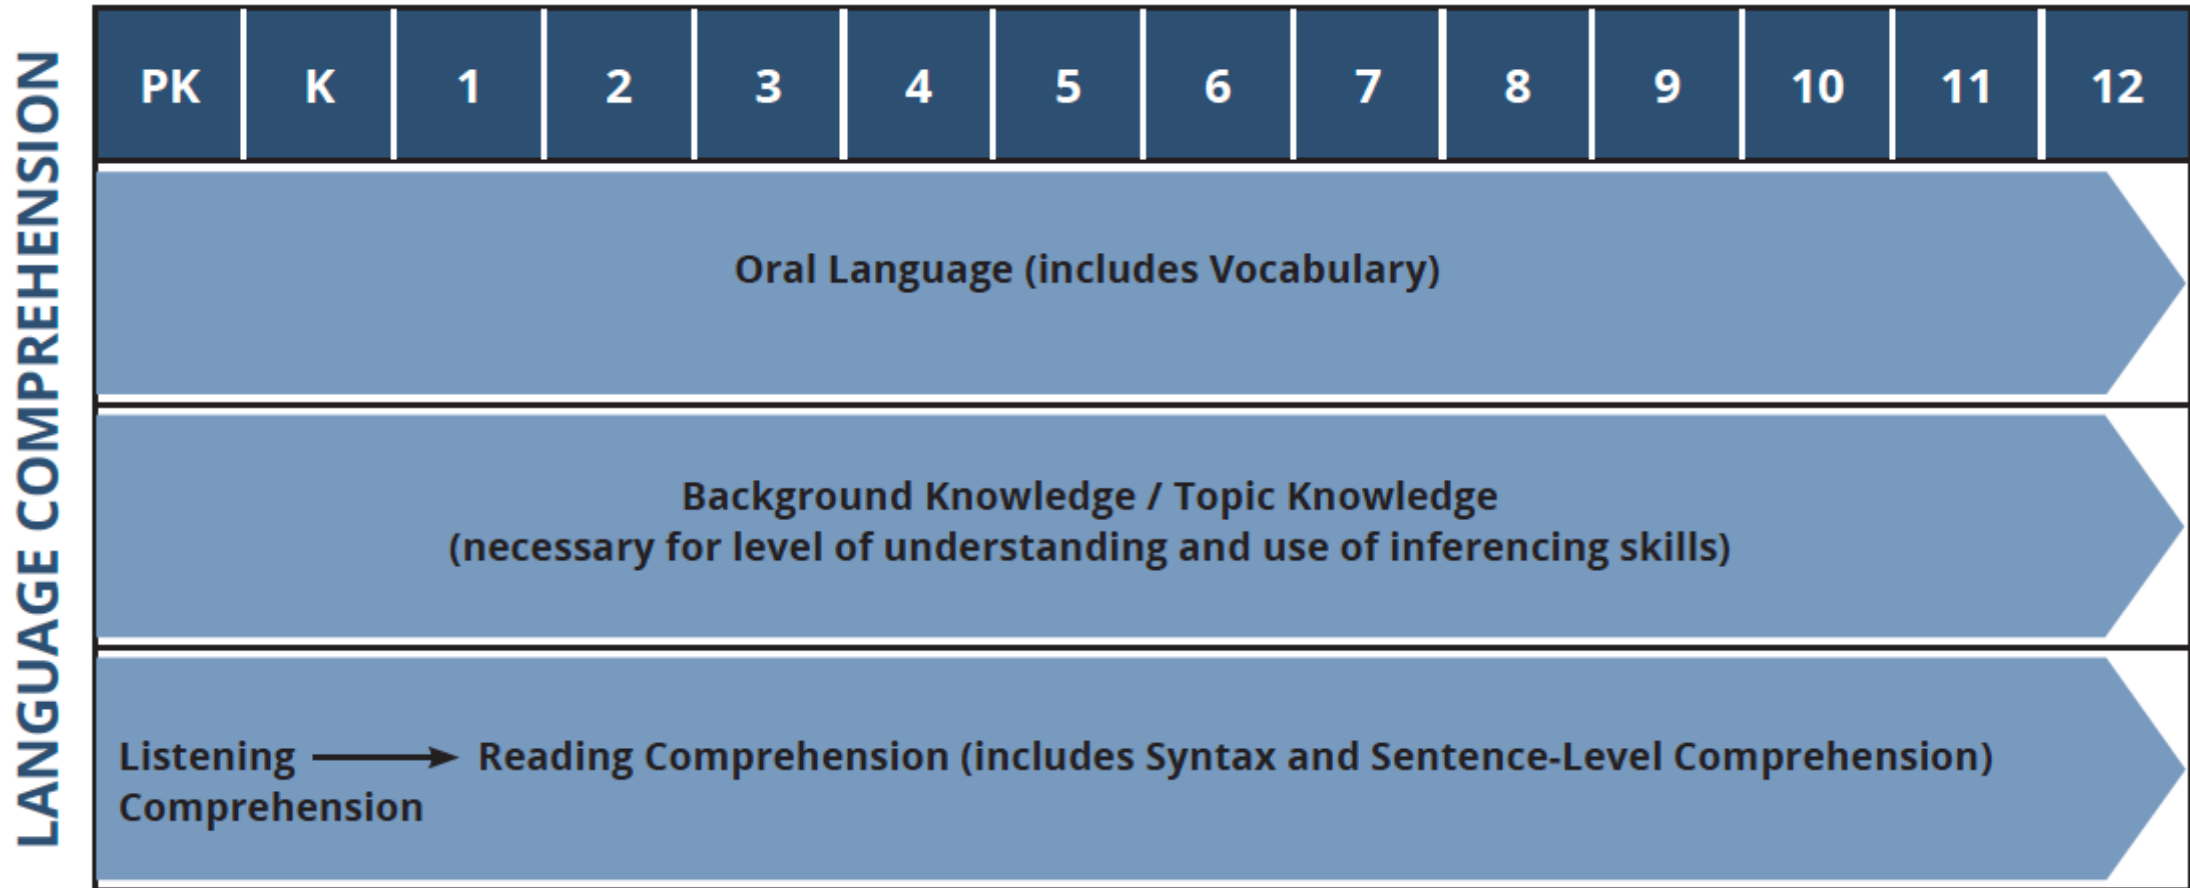 LANGUAGE COMPREHENSION
PK K 1 2 3 4 5 6 7 8 9 10 11 12
Oral Language (includes Vocabulary)
Background Knowledge / Topic Knowledge
(necessary for level of understanding and use of inferencing skills)
Listening Reading Comprehension (includes Syntax and Sentence-Level Comprehension)
Comprehension